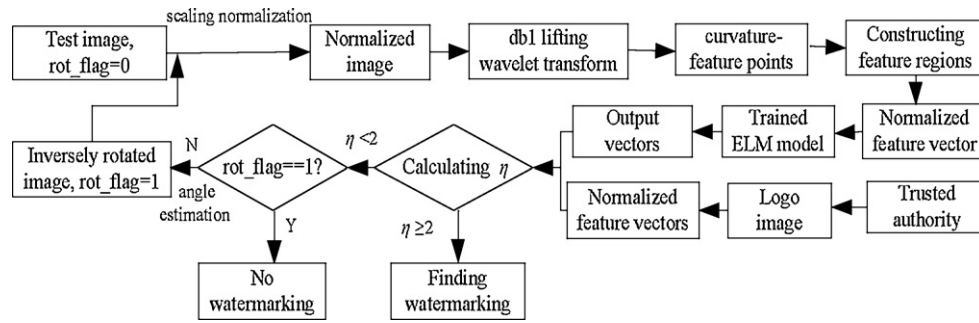 scaling normalization
Test image,
rot_flag=0
Normalized
image
db1 lifting
wavelet transform
curvature-
feature points
Constructing
feature regions
Normalized
feature vector
Trained
ELM model
Output
vectors
Trusted
authority
Logo
image
Normalized
feature vectors
Calculating η
η <2
η ≥2
Finding
watermarking
rot_flag==1?
Y
No
watermarking
N
angle
estimation
Inversely rotated
image, rot_flag=1